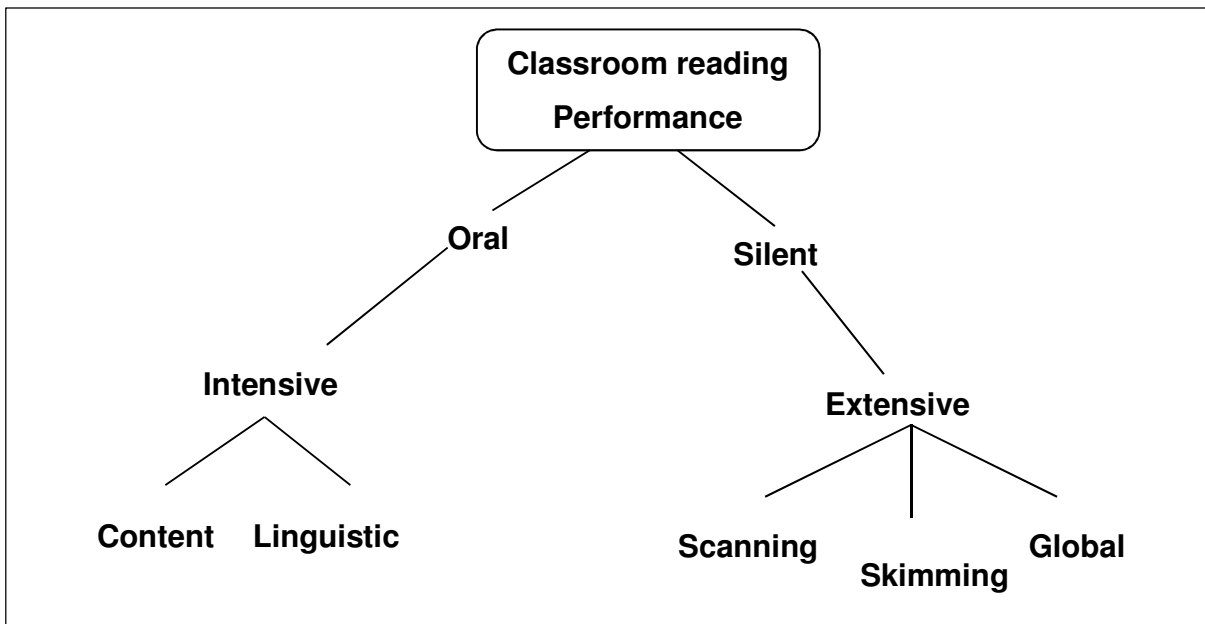 Classroom reading
Performance
Oral
Silent
Intensive
Extensive
Content Linguistic
Scanning
Skimming
Global